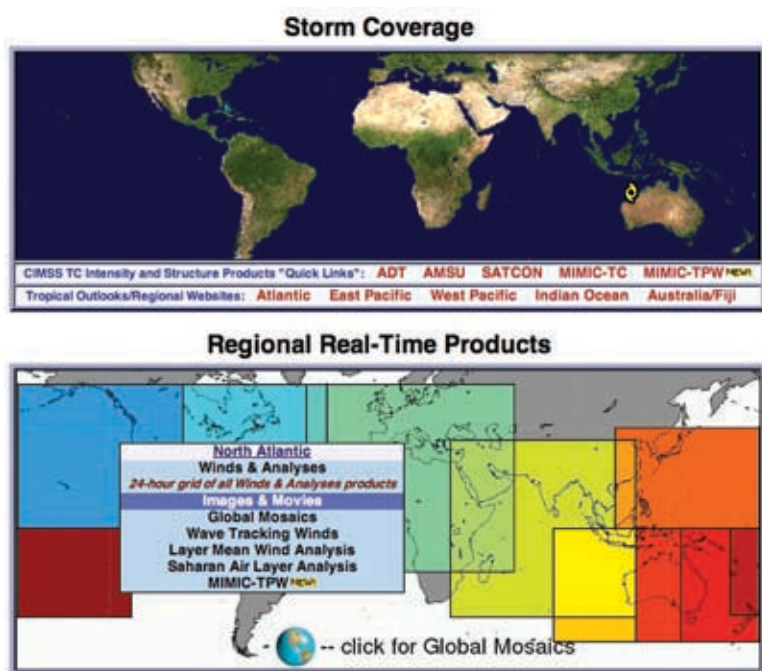 Storm Coverage
CIMSS TC Intensity and Structure Products "Quick Links": ADT AMSU SATCON MIMIC-TC MIMIC-TPW NEW!
Tropical Outlooks/Regional Websites: Atlantic East Pacific West Pacific Indian Ocean Australia/Fiji
Regional Real-Time Products
North Atlantic
Winds & Analyses
24-hour grid of all Winds & Analyses products
Images & Movies
Global Mosaics
Wave Tracking Winds
Layer Mean Wind Analysis
Saharan Air Layer Analysis
MIMIC-TPW NEW!
- -- click for Global Mosaics